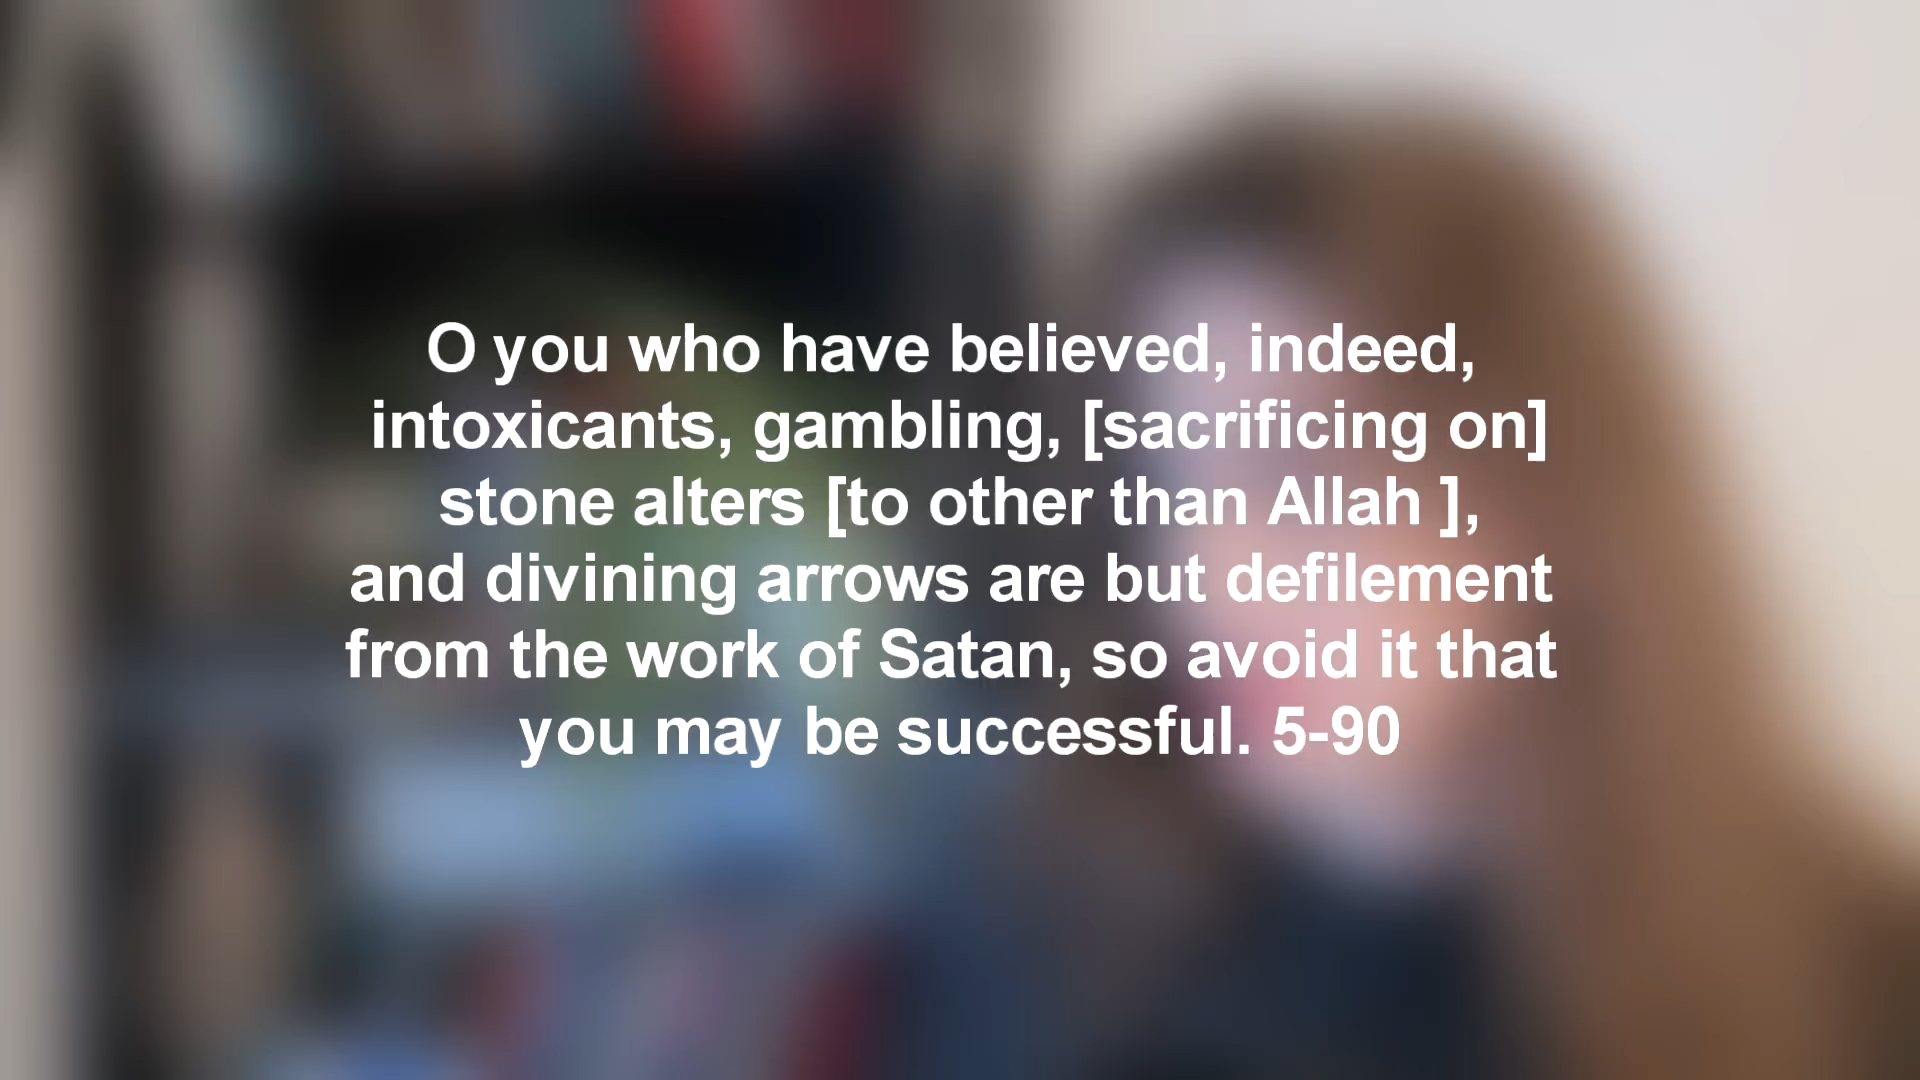 O you who have believed, indeed,
intoxicants, gambling, [sacrificing on]
stone alters [to other than Allah ],
and divining arrows are but defilement
from the work of Satan, so avoid it that
you may be successful. 5-90